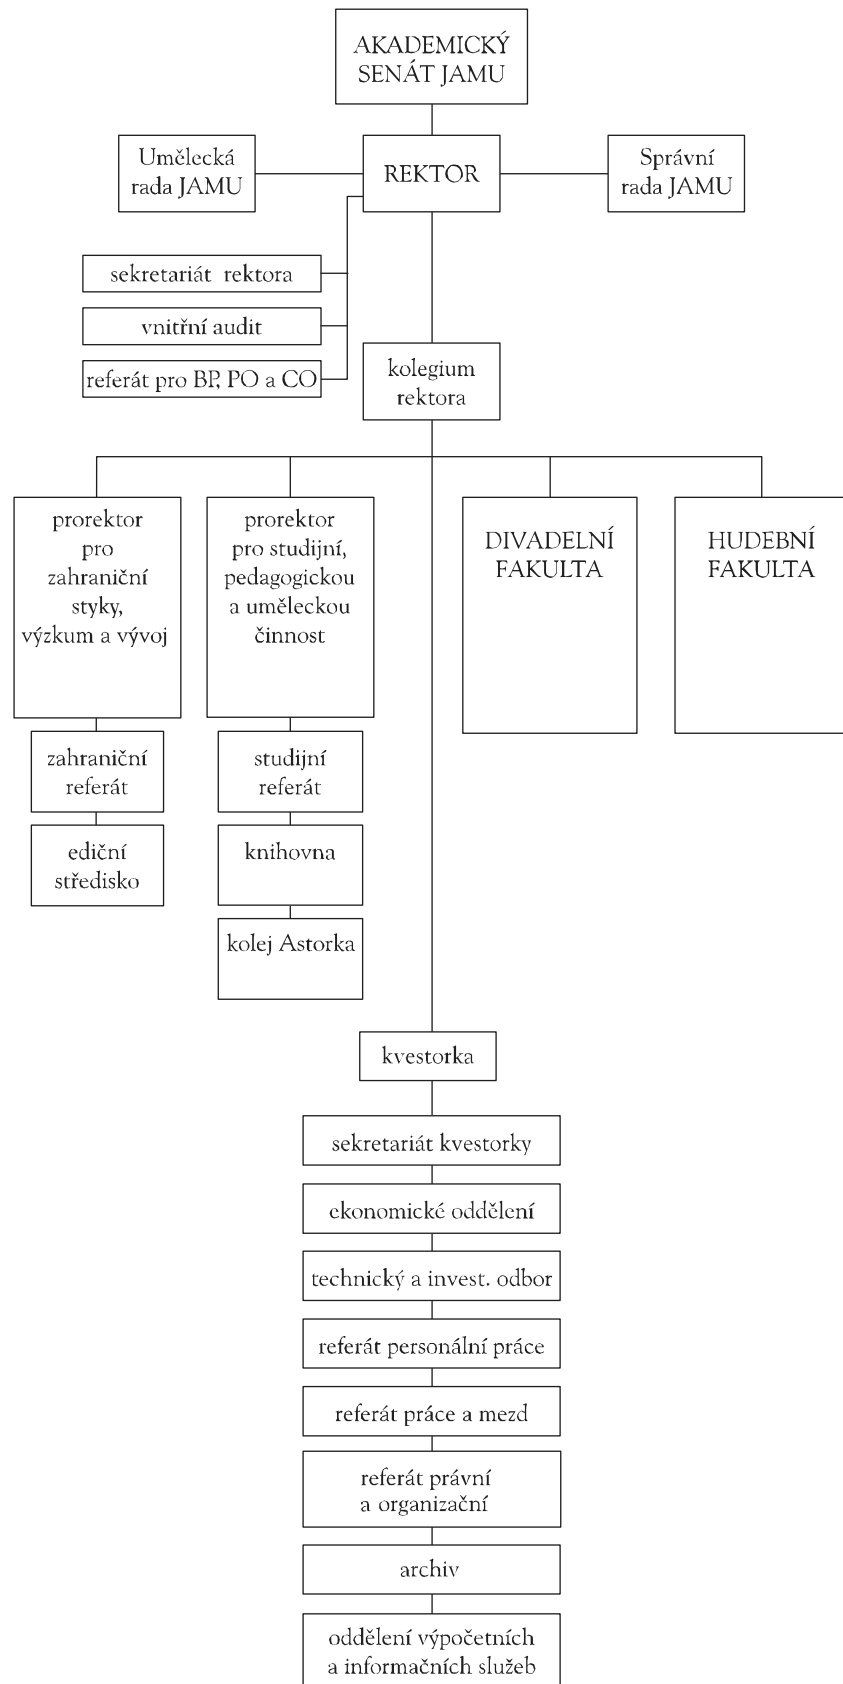 AKADEMICKÝ
SENÁT JAMU
Umělecká
rada JAMU
REKTOR
Správní
rada JAMU
sekretariát rektora
vnitřní audit
referát pro BP, PO a CO
kolegium
rektora
prorektor
pro
zahraniční
styky,
výzkum a vývoj
prorektor
pro studijní,
pedagogickou
a uměleckou
činnost
DIVADELNÍ
FAKULTA
HUDEBNÍ
FAKULTA
zahraniční
referát
studijní
referát
ediční
středisko
knihovna
kolej Astorka
kvestorka
sekretariát kvestorky
ekonomické oddělení
technický a invest. odbor
referát personální práce
referát práce a mezd
referát právní
a organizační
archiv
oddělení výpočetních
a informačních služeb